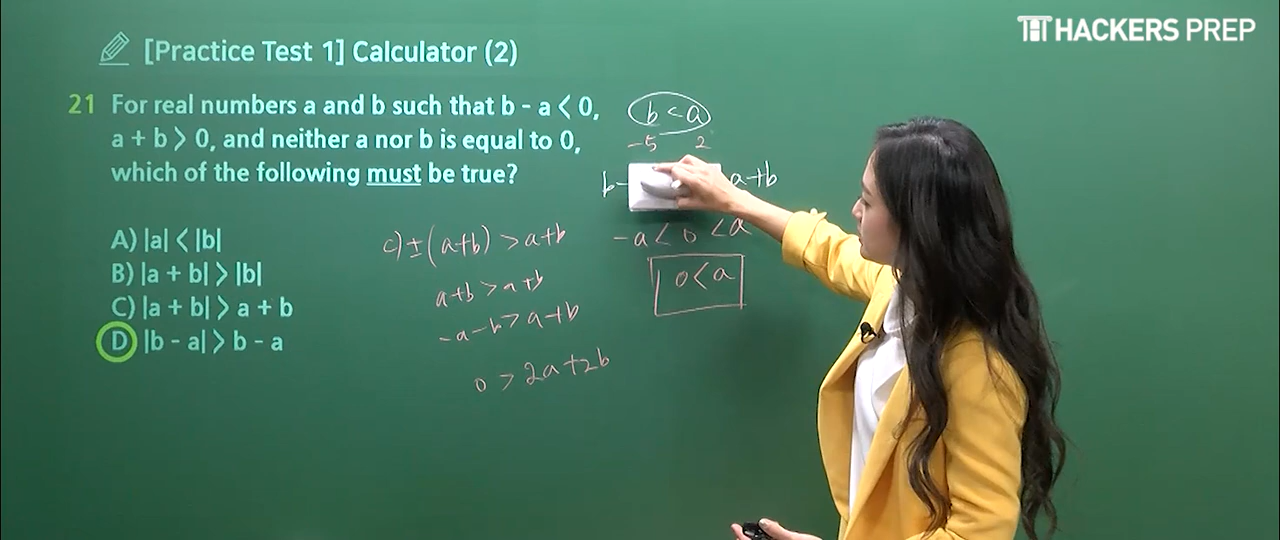 HACKERS PREP
[Practice Test 1] Calculator (2)
21 For real numbers a and b such that b - a < 0,
a + b > 0, and neither a nor b is equal to 0,
which of the following must be true?
A) |a| < |b|
B) |a + b| > |b|
C) |a + b| > a + b
D) |b - a| > b - a
b < a
-5 2
b- a+b
-a < 0 < a
0 < a
c) ±(a+b) > a+b
a+b > a+b
-a-b > a+b
0 > 2a+2b